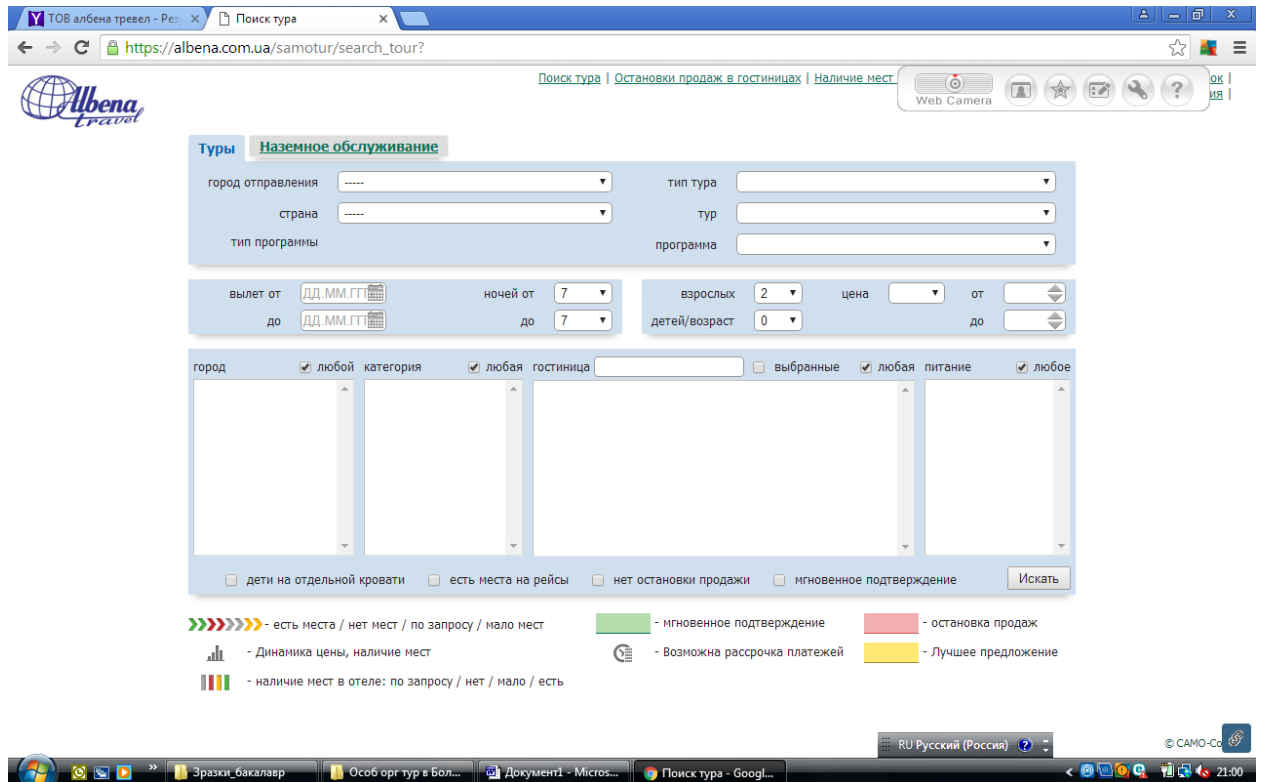 ТОВ албена тревел - Рез
Поиск тура
https://albena.com.ua/samotur/search_tour?
Albena travel
Поиск тура | Остановки продаж в гостиницах | Наличие мест
ок |
ия |
Web Camera
Туры Наземное обслуживание
город отправления ----- тип тура
страна ----- тур
тип программы программа
вылет от ДД.ММ.ГГ ночей от 7 взрослых 2 цена от
до ДД.ММ.ГГ до 7 детей/возраст 0 до
город любой категория любая гостиница выбранные любая питание любое
дети на отдельной кровати есть места на рейсы нет остановки продажи мгновенное подтверждение Искать
- есть места / нет мест / по запросу / мало мест - мгновенное подтверждение - остановка продаж
- Динамика цены, наличие мест - Возможна рассрочка платежей - Лучшее предложение
- наличие мест в отеле: по запросу / нет / мало / есть
RU Русский (Россия)
© САМО-Со
Зразки_бакалавр Особ орг тур в Бол... Документ1 - Micros... Поиск тура - Googl... 21:00